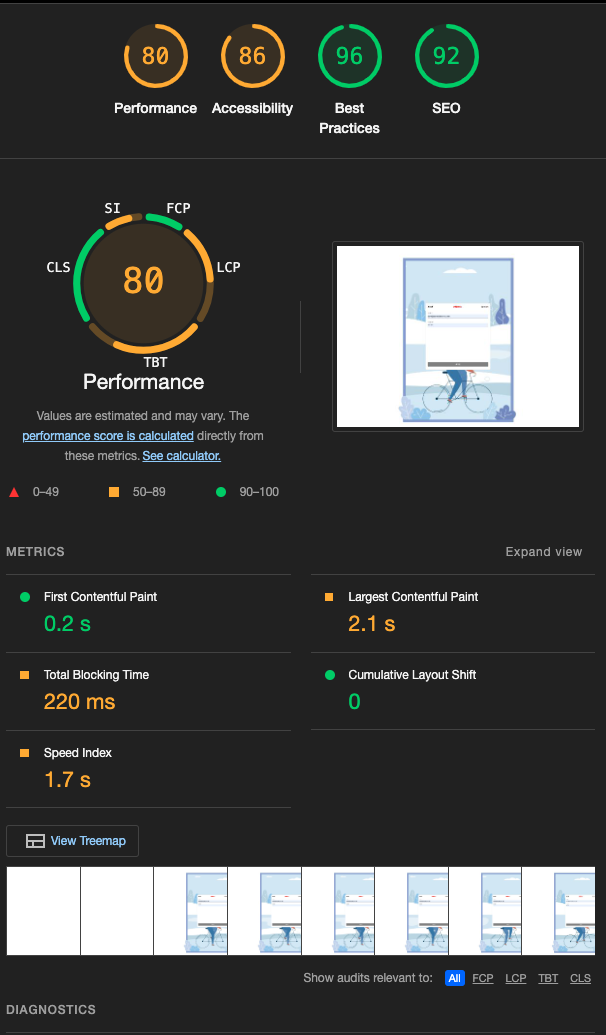 80
86
96
92
Performance
Accessibility
Best
Practices
SEO
SI
FCP
CLS
LCP
80
TBT
Performance
Values are estimated and may vary. The
performance score is calculated directly from
these metrics. See calculator.
0–49
50–89
90–100
METRICS
Expand view
First Contentful Paint
0.2 s
Largest Contentful Paint
2.1 s
Total Blocking Time
220 ms
Cumulative Layout Shift
0
Speed Index
1.7 s
View Treemap
Show audits relevant to: All FCP LCP TBT CLS
DIAGNOSTICS